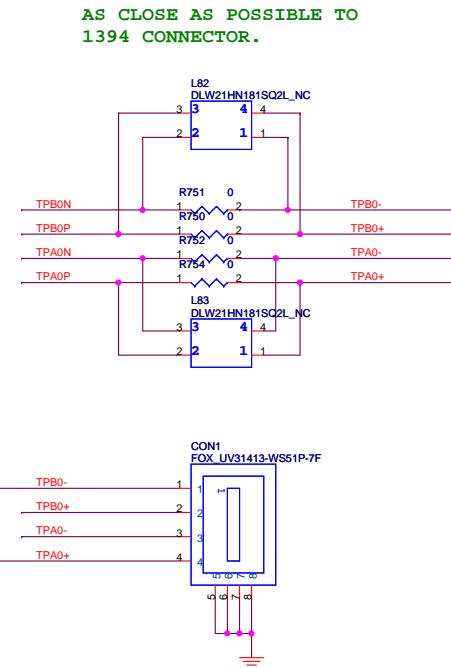 AS CLOSE AS POSSIBLE TO
1394 CONNECTOR.
L82
DLW21HN181SQ2L_NC
3 3 4 4
2 2 1 1
R751 0
TPB0N 1 2 TPB0-
R750 0
TPB0P 1 2 TPB0+
R752 0
TPA0N 1 2 TPA0-
R754 0
TPA0P 1 2 TPA0+
L83
DLW21HN181SQ2L_NC
3 3 4 4
2 2 1 1
CON1
FOX_UV31413-WS51P-7F
TPB0- 1 1 1
TPB0+ 2 2
TPA0- 3 3
TPA0+ 4 4
5 6 7 8
5 6 7 8